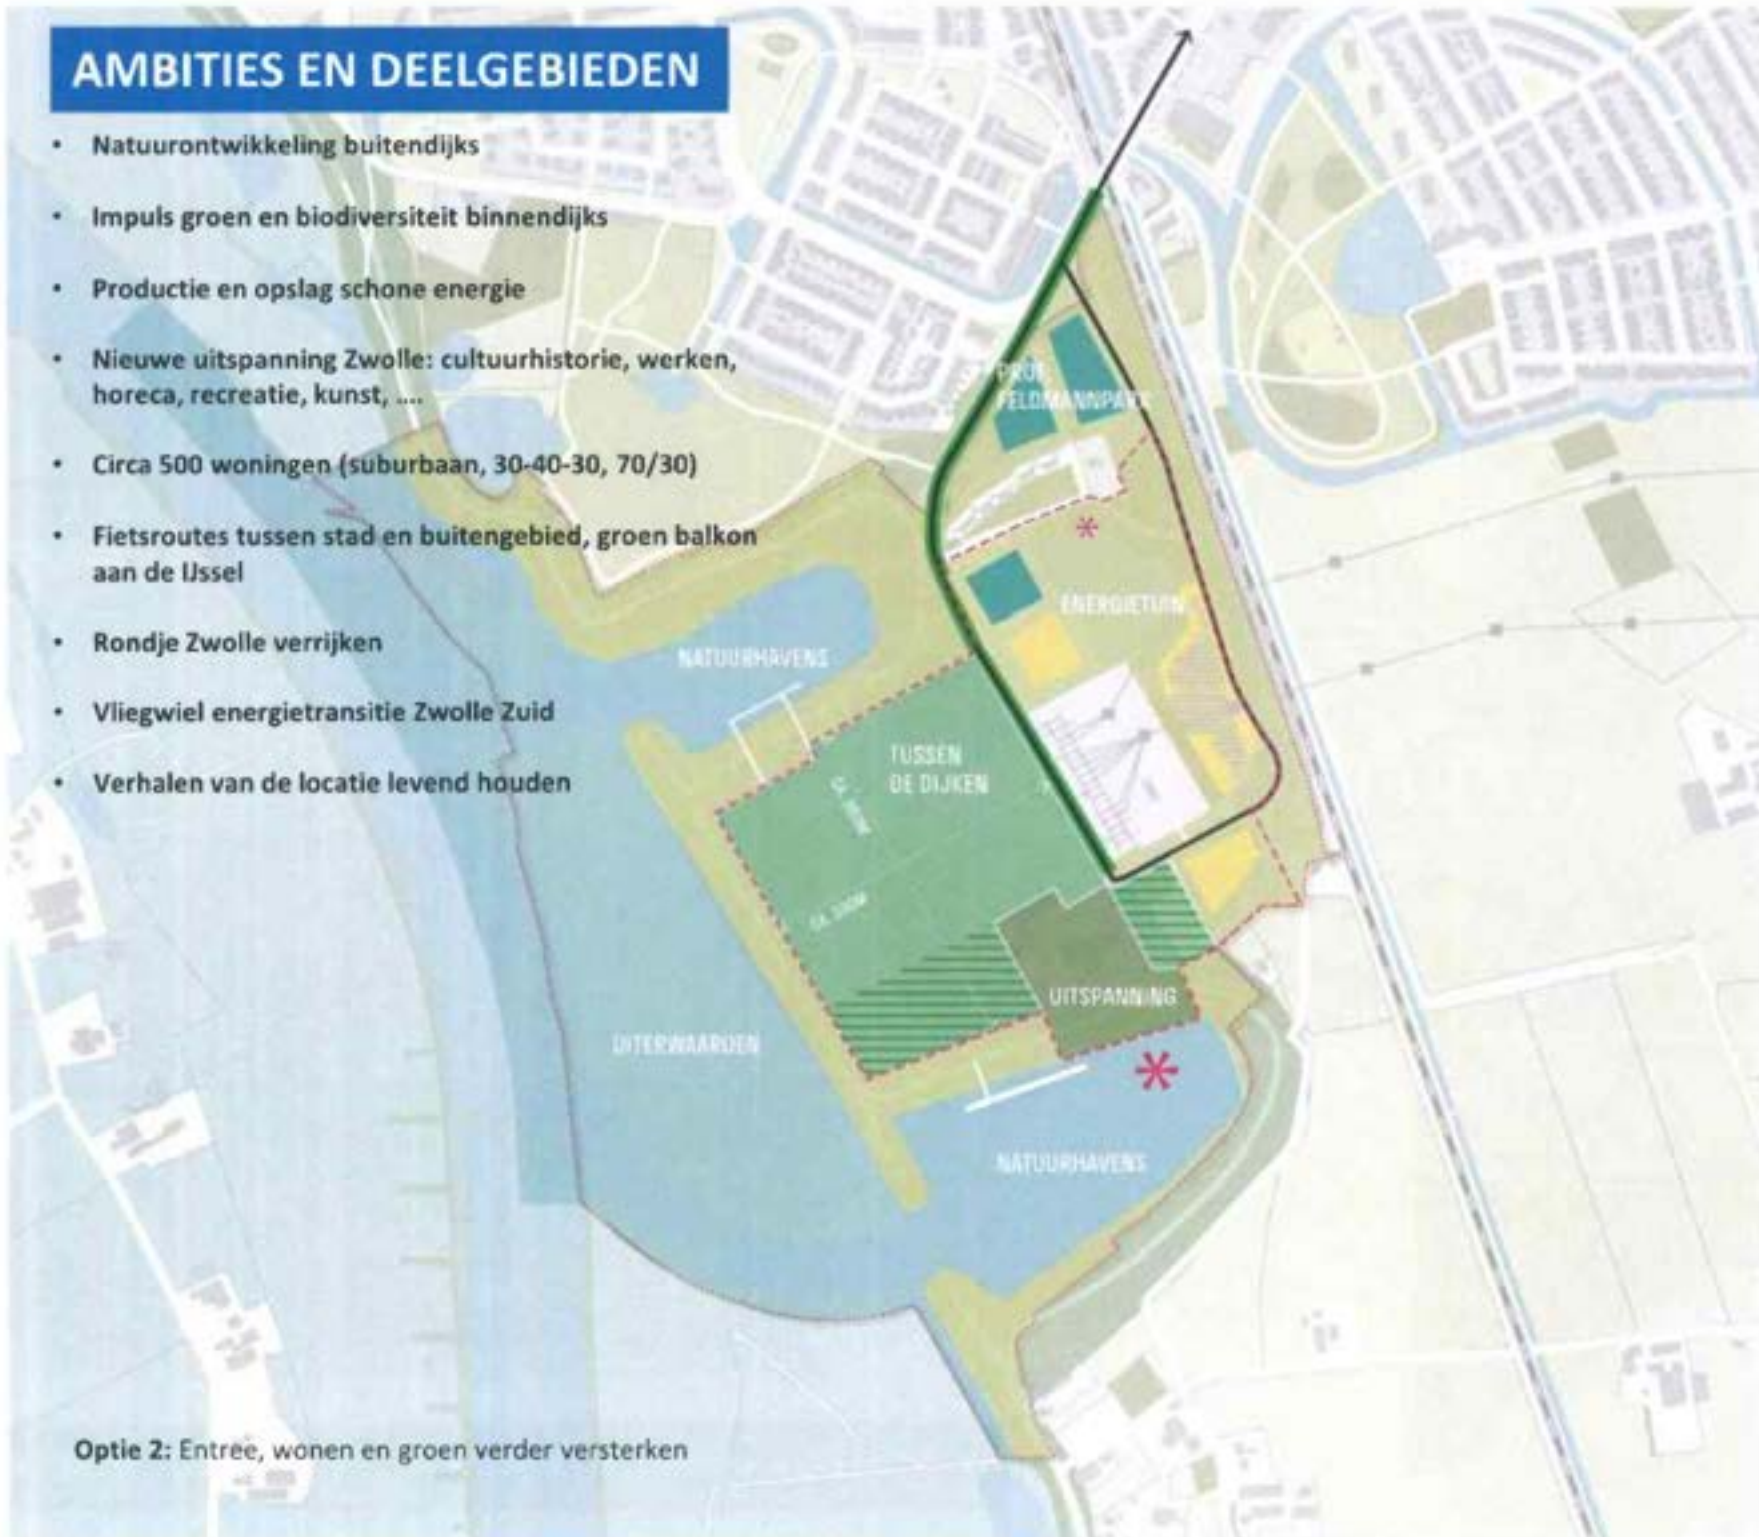 AMBITIES EN DEELGEBIEDEN
• Natuurontwikkeling buitendijks
• Impuls groen en biodiversiteit binnendijks
• Productie en opslag schone energie
• Nieuwe uitspanning Zwolle: cultuurhistorie, werken,
horeca, recreatie, kunst, ....
• Circa 500 woningen (suburbaan, 30-40-30, 70/30)
• Fietsroutes tussen stad en buitengebied, groen balkon
aan de IJssel
• Rondje Zwolle verrijken
• Vliegwiel energietransitie Zwolle Zuid
• Verhalen van de locatie levend houden
PROF.
FELDMANNPARK
ENERGIETUIN
NATUURHAVENS
TUSSEN
DE DIJKEN
CA. 300M
UITSPANNING
UITERWAARDEN
NATUURHAVENS
Optie 2: Entree, wonen en groen verder versterken